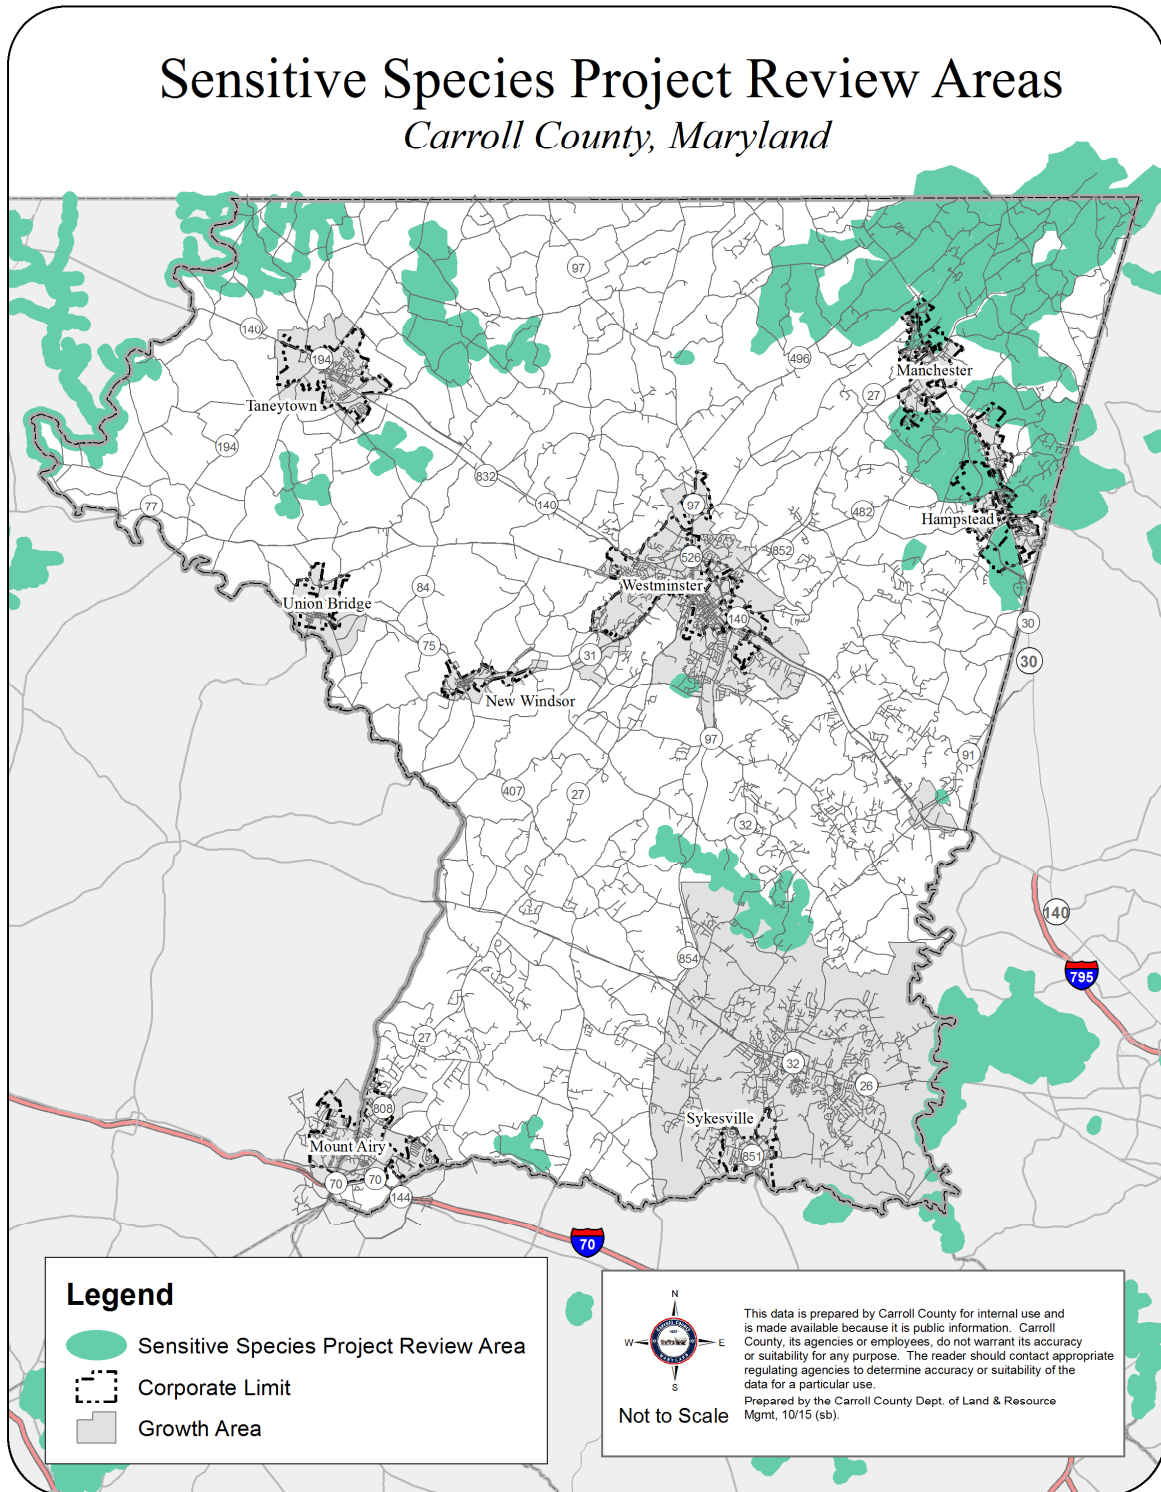 Sensitive Species Project Review Areas
Carroll County, Maryland
97
140
194
496
Manchester
27
Taneytown
194
832
77
140
97
482
Hampstead
526
852
Westminster
84
Union Bridge
140
30
75
31
30
New Windsor
97
91
407
27
32
140
854
795
27
32
26
808
Sykesville
Mount Airy
851
70
70
144
70
Legend
Sensitive Species Project Review Area
Corporate Limit
Growth Area
N
W
E
S
Not to Scale
This data is prepared by Carroll County for internal use and
is made available because it is public information. Carroll
County, its agencies or employees, do not warrant its accuracy
or suitability for any purpose. The reader should contact appropriate
regulating agencies to determine accuracy or suitability of the
data for a particular use.
Prepared by the Carroll County Dept. of Land & Resource
Mgmt, 10/15 (sb).